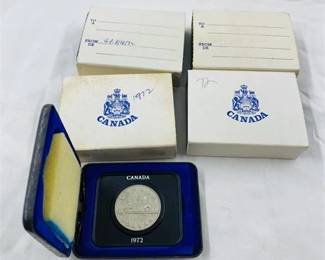 TO
A
FROM
DE
TO
A
FROM
DE
CANADA
1972
CANADA
CANADA
1972